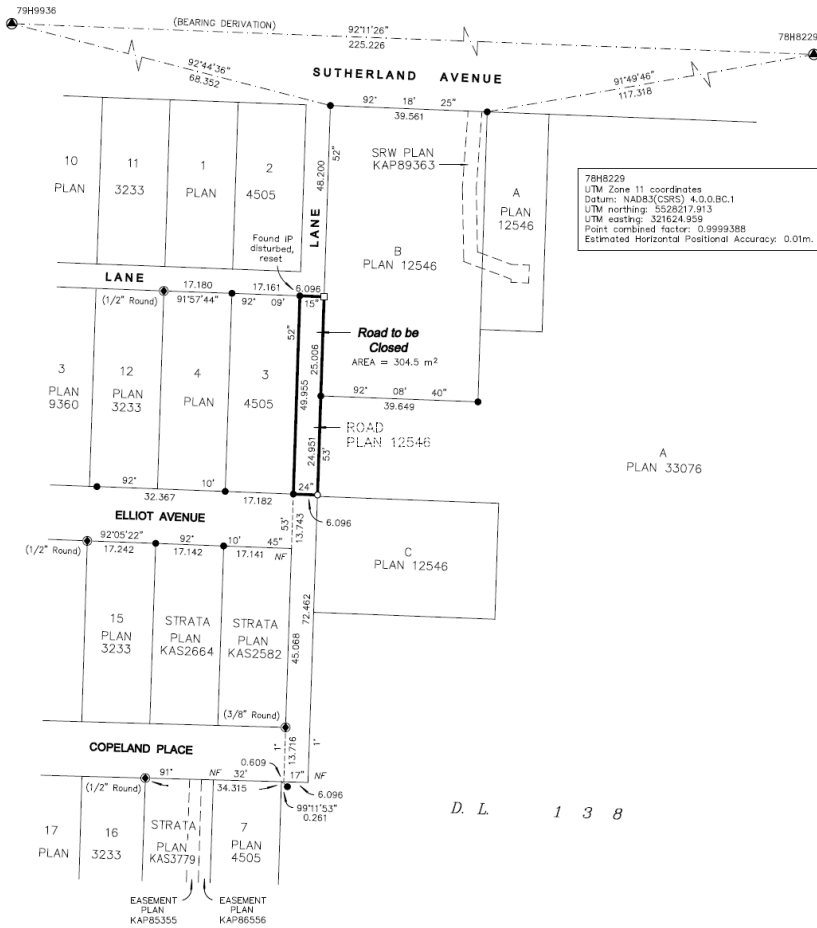 79H9936
(BEARING DERIVATION)
92°11'26"
225.226
78H8229
92°44'36"
68.352
SUTHERLAND AVENUE
91°49'46"
117.318
92° 18' 25"
39.561
52"
48.200
LANE
SRW PLAN
KAP89363
10
PLAN
11
3233
1
PLAN
2
4505
A
PLAN
12546
B
PLAN 12546
78H8229
UTM Zone 11 coordinates
Datum: NAD83(CSRS) 4.0.0.BC.1
UTM northing: 5528217.913
UTM easting: 321624.959
Point combined factor: 0.9999388
Estimated Horizontal Positional Accuracy: 0.01m.
Found IP
disturbed,
reset
LANE
17.180
17.161
6.096
(1/2" Round)
91°57'44"
92° 09' 15"
52"
Road to be
Closed
AREA = 304.5 m²
25.006
49.955
3
PLAN
9360
12
PLAN
3233
4
PLAN
3
4505
92° 08' 40"
39.649
ROAD
PLAN 12546
24.951
53'
A
PLAN 33076
92° 10' 24"
32.367
17.182
6.096
ELLIOT AVENUE
53'
13.743
(1/2" Round)
92°05'22"
17.242
92° 10' 45"
17.142
17.141
NF
C
PLAN 12546
72.462
15
PLAN
3233
STRATA
PLAN
KAS2664
STRATA
PLAN
KAS2582
45.068
(3/8" Round)
COPELAND PLACE
1'
13.716
1'
0.609
91° NF 32' 17" NF
(1/2" Round)
34.315
6.096
99°11'53"
0.261
17
PLAN
16
3233
STRATA
PLAN
KAS3779
7
PLAN
4505
D. L. 1 3 8
EASEMENT
PLAN
KAP85355
EASEMENT
PLAN
KAP86556